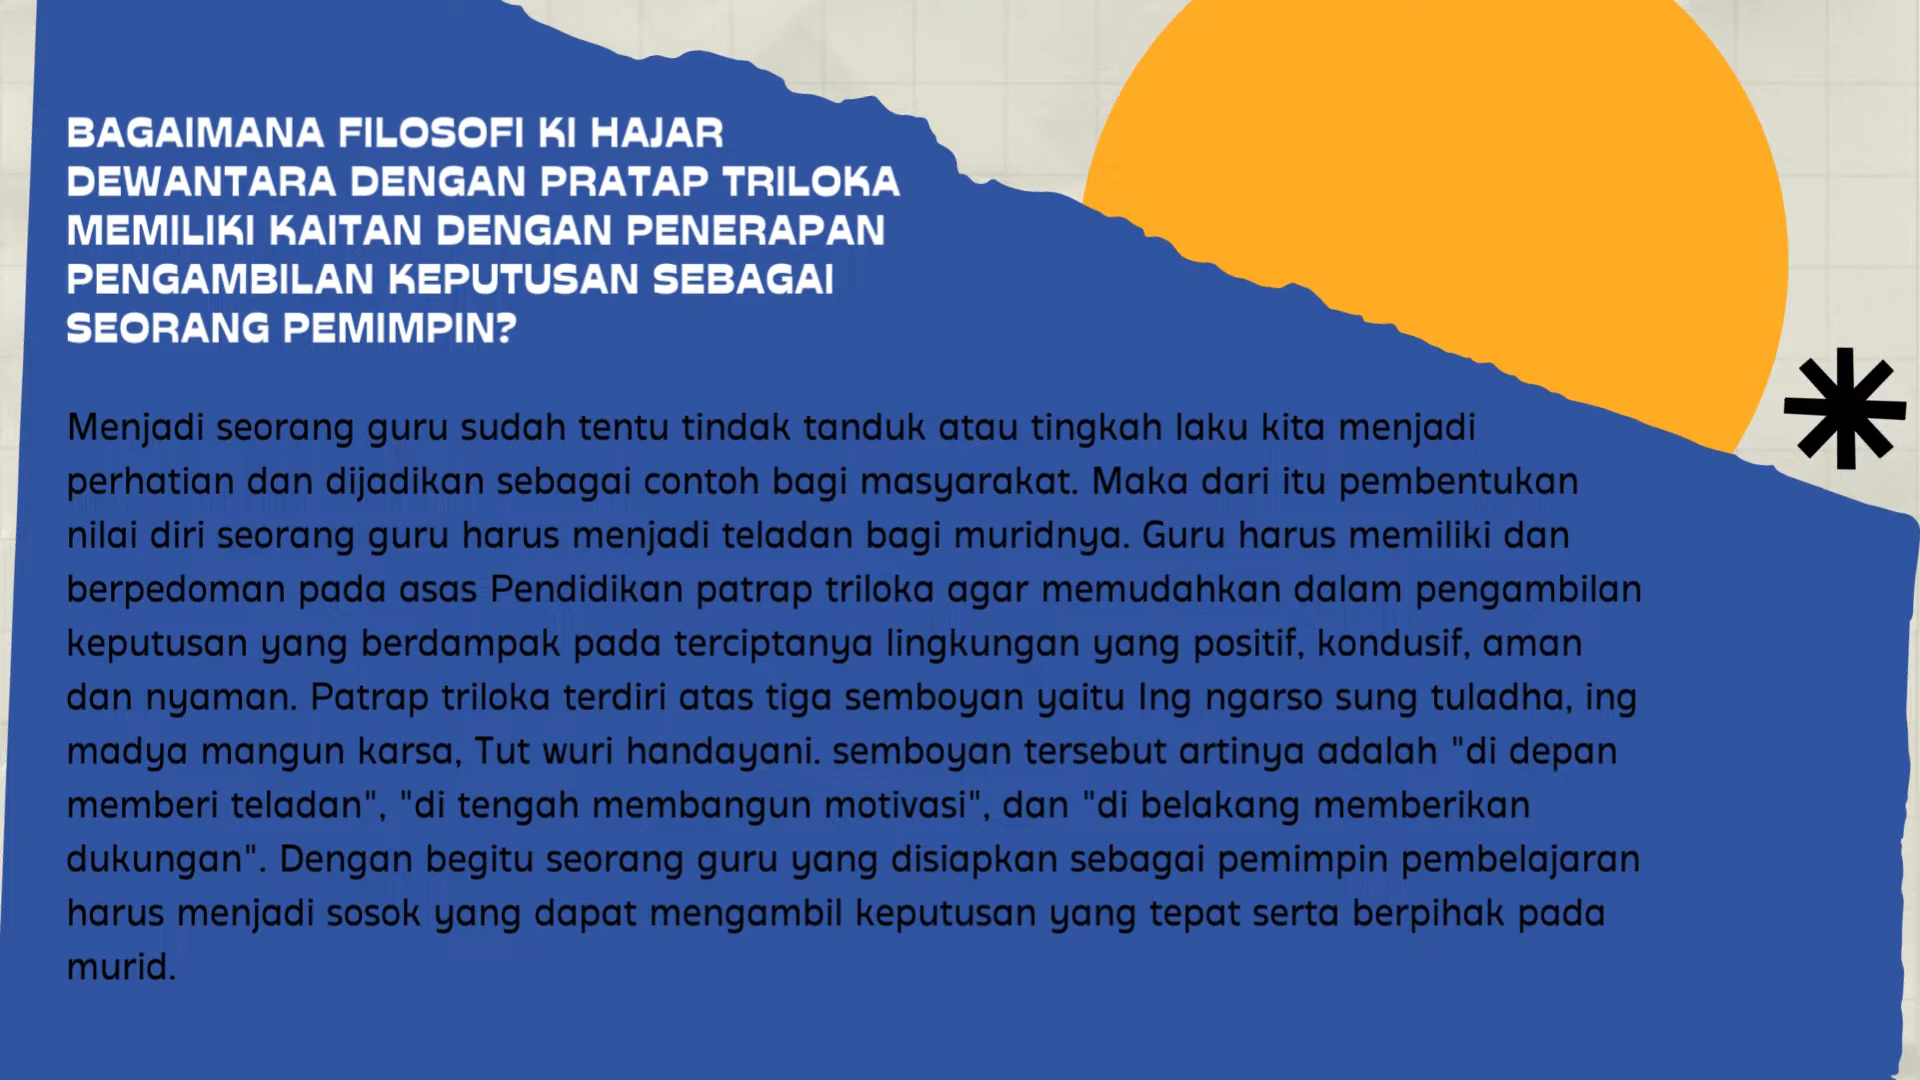 BAGAIMANA FILOSOFI KI HAJAR
DEWANTARA DENGAN PRATAP TRILOKA
MEMILIKI KAITAN DENGAN PENERAPAN
PENGAMBILAN KEPUTUSAN SEBAGAI
SEORANG PEMIMPIN?
Menjadi seorang guru sudah tentu tindak tanduk atau tingkah laku kita menjadi
perhatian dan dijadikan sebagai contoh bagi masyarakat. Maka dari itu pembentukan
nilai diri seorang guru harus menjadi teladan bagi muridnya. Guru harus memiliki dan
berpedoman pada asas Pendidikan patrap triloka agar memudahkan dalam pengambilan
keputusan yang berdampak pada terciptanya lingkungan yang positif, kondusif, aman
dan nyaman. Patrap triloka terdiri atas tiga semboyan yaitu Ing ngarso sung tuladha, ing
madya mangun karsa, Tut wuri handayani. semboyan tersebut artinya adalah "di depan
memberi teladan", "di tengah membangun motivasi", dan "di belakang memberikan
dukungan". Dengan begitu seorang guru yang disiapkan sebagai pemimpin pembelajaran
harus menjadi sosok yang dapat mengambil keputusan yang tepat serta berpihak pada
murid.